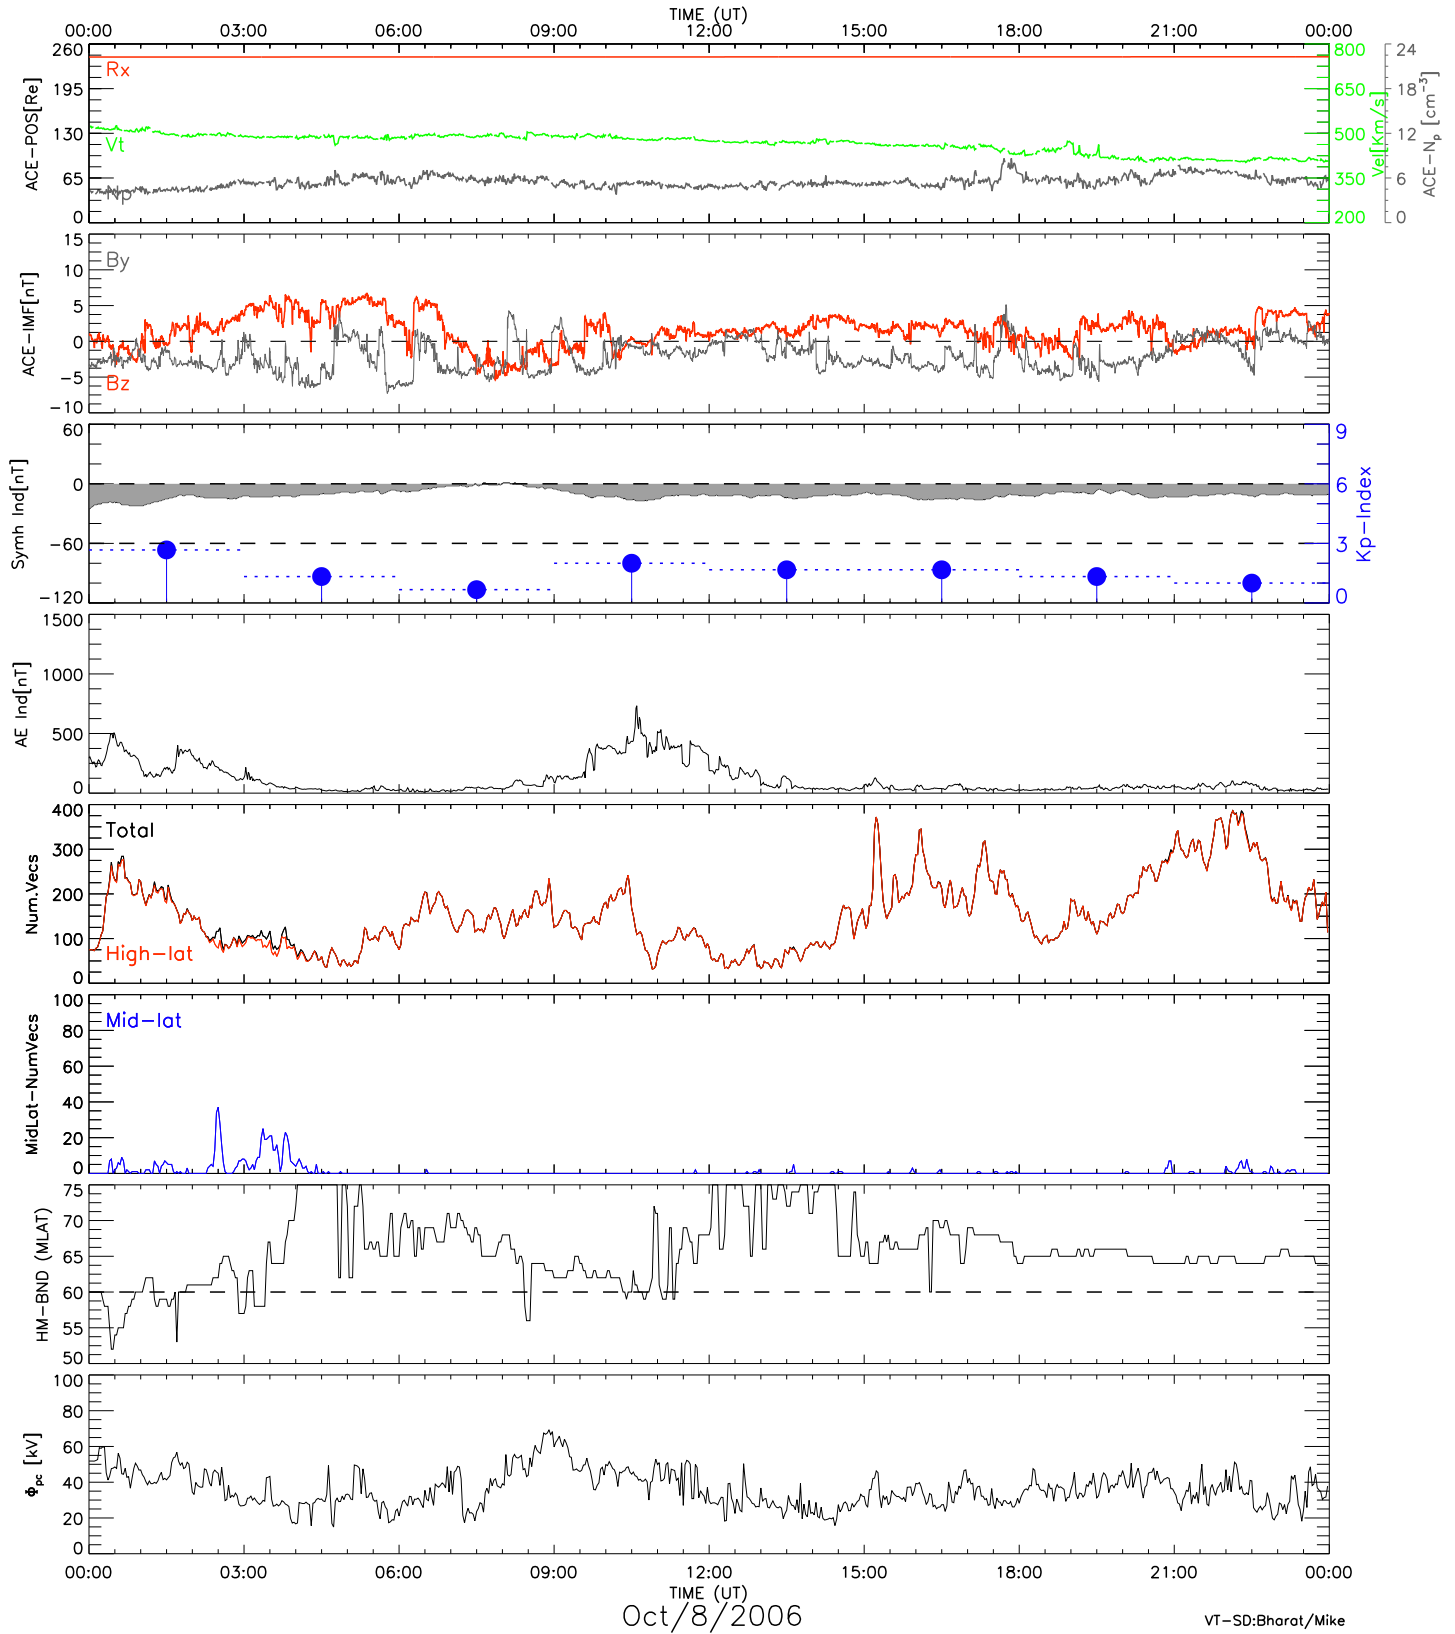 TIME (UT)
00:00 03:00 06:00 09:00 12:00 15:00 18:00 21:00 00:00
260 195 130 65 0
ACE-POS[Re]
Rx
Vt
Np
800 650 500 350 200
Vel[Km/s]
24 18 12 6 0
ACE-Np [cm-3]
15 10 5 0 -5 -10
ACE-IMF[nT]
By
Bz
60 0 -60 -120
Symh Ind[nT]
9 6 3 0
Kp-Index
1500 1000 500 0
AE Ind[nT]
400 300 200 100 0
Num.Vecs
Total
High-lat
100 80 60 40 20 0
MidLat-NumVecs
Mid-lat
75 70 65 60 55 50
HM-BND (MLAT)
100 80 60 40 20 0
Φpc [kV]
00:00 03:00 06:00 09:00 12:00 15:00 18:00 21:00 00:00
TIME (UT)
Oct/8/2006
VT-SD:Bharat/Mike